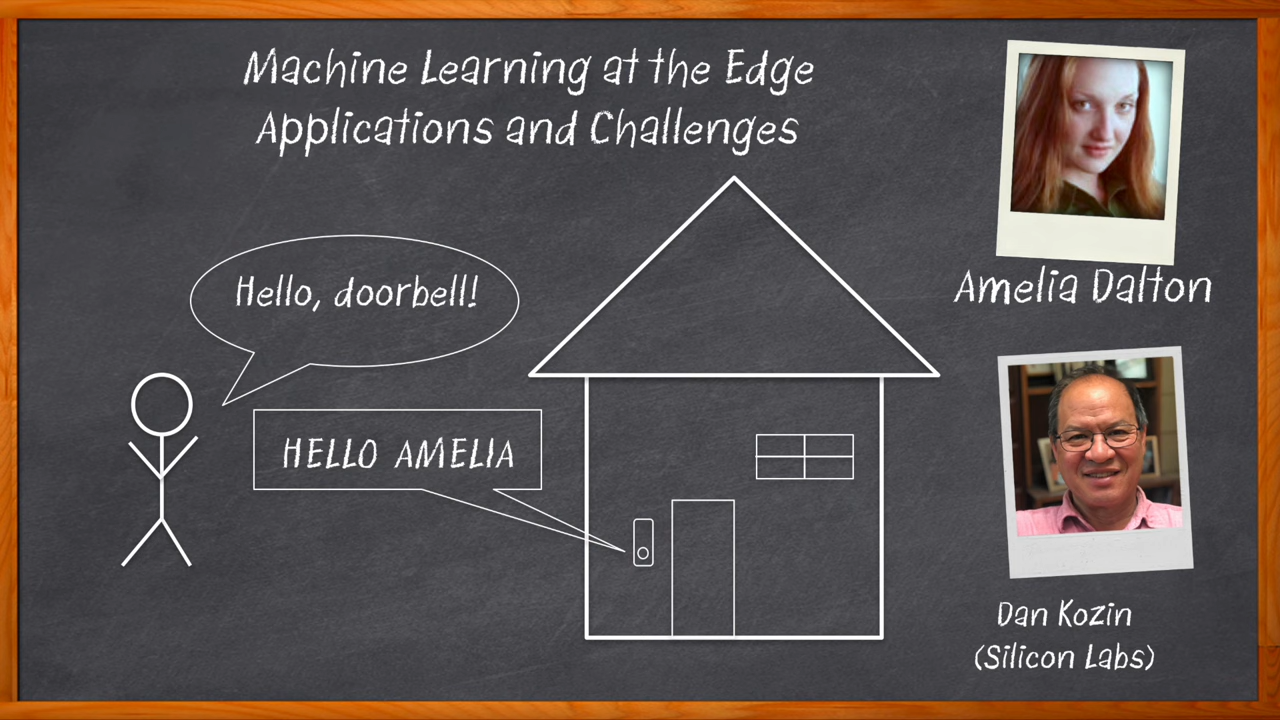 Machine Learning at the Edge
Applications and Challenges
Hello, doorbell!
HELLO AMELIA
Amelia Dalton
Dan Kozin
(Silicon Labs)